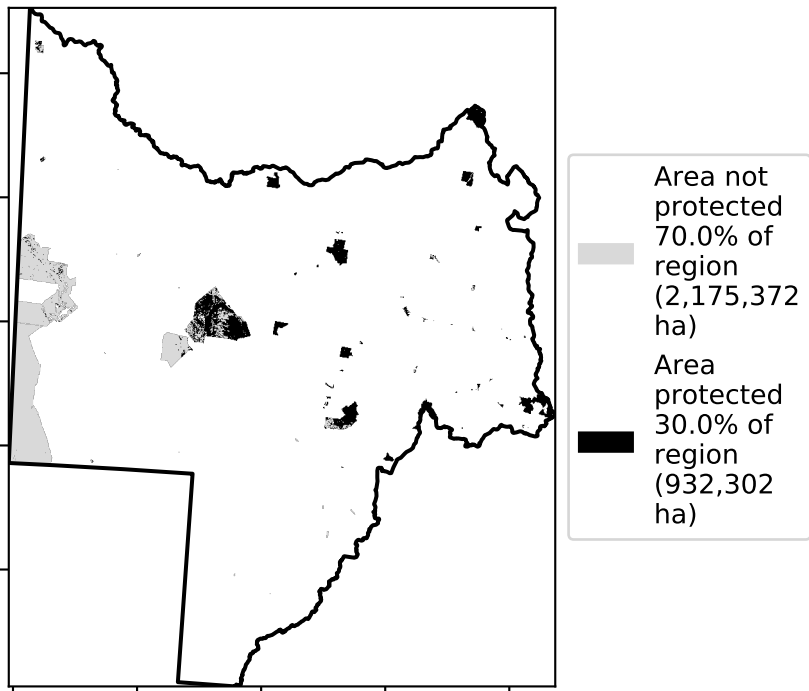 Area not
protected
70.0% of
region
(2,175,372
ha)
Area
protected
30.0% of
region
(932,302
ha)